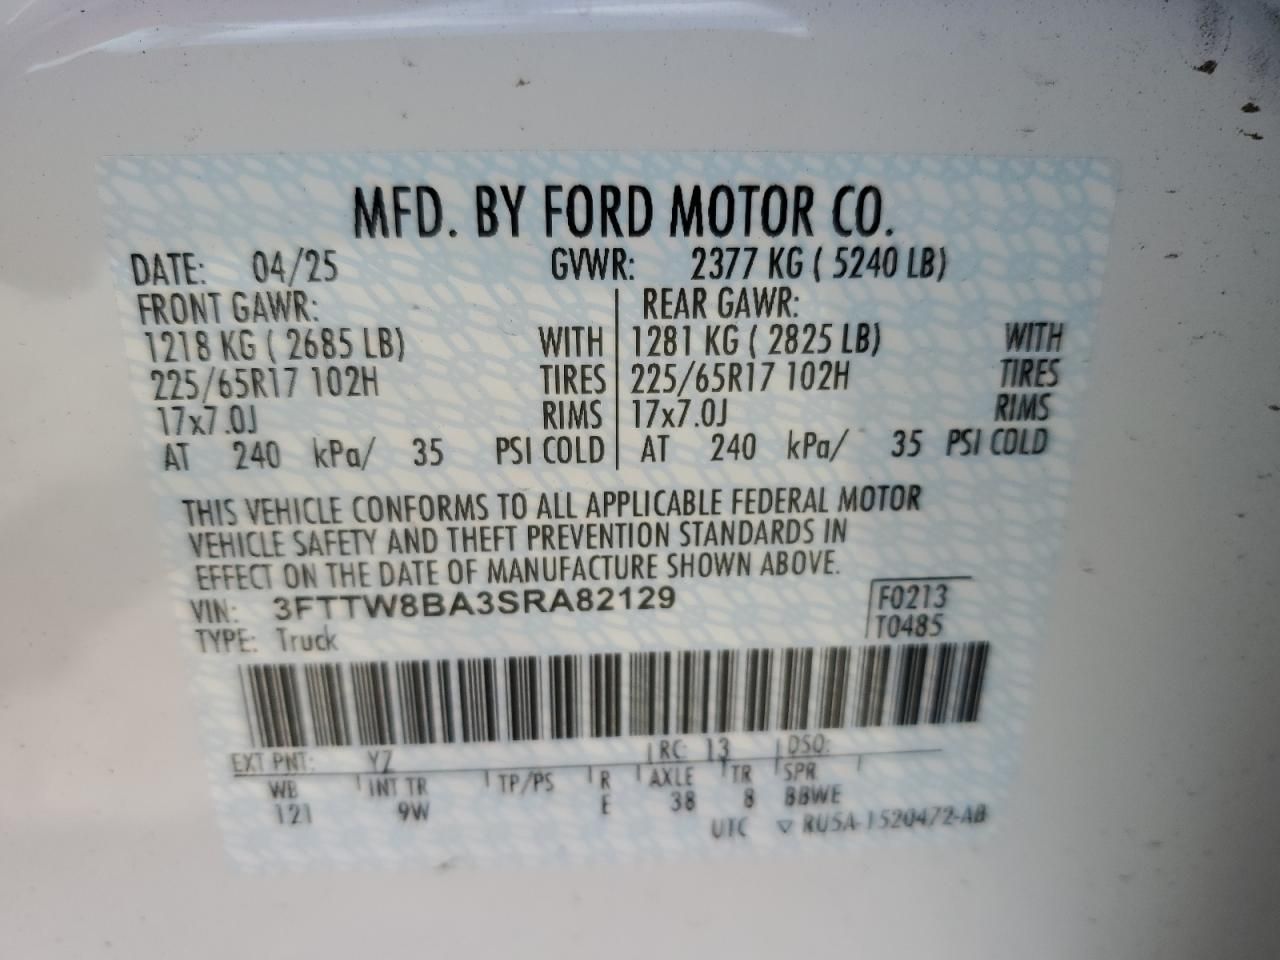 MFD. BY FORD MOTOR CO.
DATE: 04/25 GVWR: 2377 KG ( 5240 LB)
FRONT GAWR: REAR GAWR:
1218 KG ( 2685 LB) WITH 1281 KG ( 2825 LB) WITH
225/65R17 102H TIRES 225/65R17 102H TIRES
17x7.0J RIMS 17x7.0J RIMS
AT 240 kPa/ 35 PSI COLD AT 240 kPa/ 35 PSI COLD
THIS VEHICLE CONFORMS TO ALL APPLICABLE FEDERAL MOTOR
VEHICLE SAFETY AND THEFT PREVENTION STANDARDS IN
EFFECT ON THE DATE OF MANUFACTURE SHOWN ABOVE.
VIN: 3FTTW8BA3SRA82129 F0213
TYPE: Truck T0485
EXT PNT: YZ RC: 13 DSO:
WB INT TR TP/PS R AXLE TR SPR
121 9W E 38 8 BBWE
UTC ▽ RU5A-1520472-AB